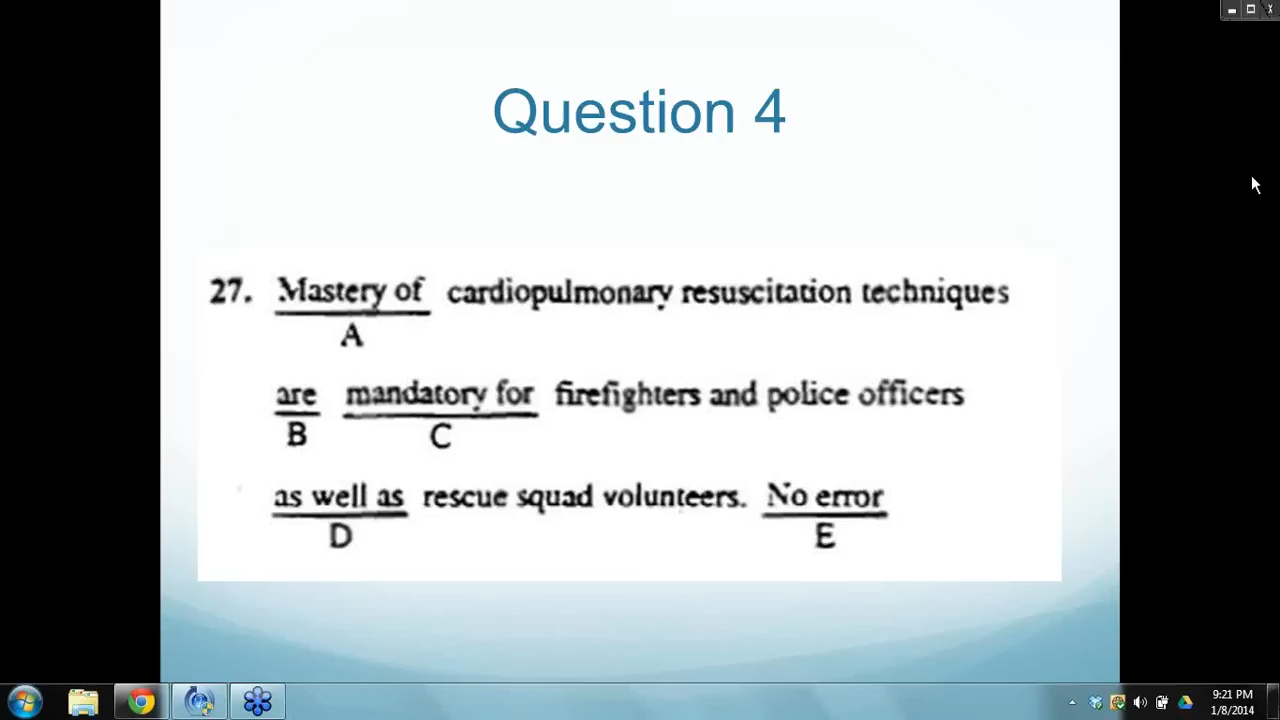 Question 4
27. Mastery of cardiopulmonary resuscitation techniques
A
are mandatory for firefighters and police officers
B C
as well as rescue squad volunteers. No error
D E
9:21 PM
1/8/2014